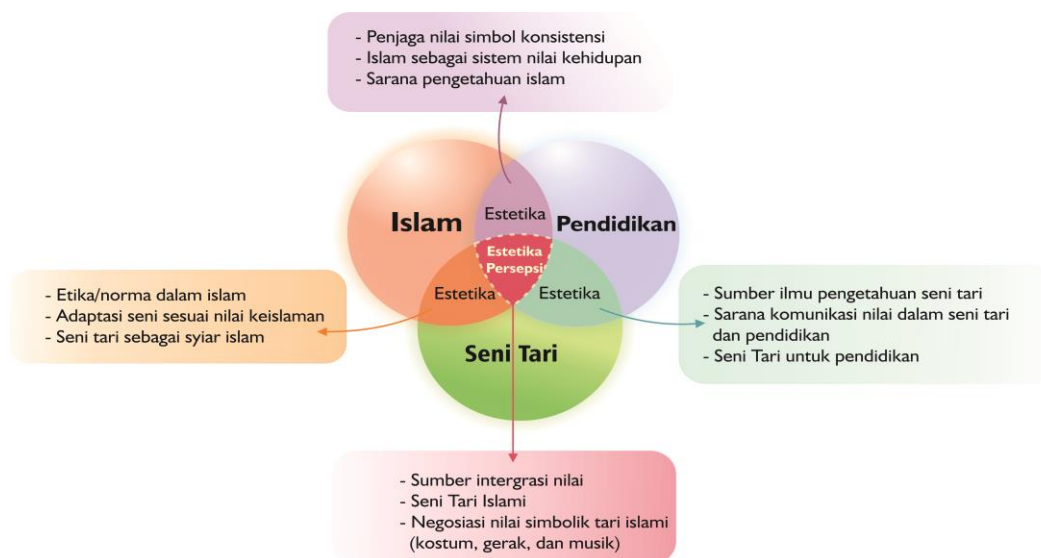 - Penjaga nilai simbol konsistensi
- Islam sebagai sistem nilai kehidupan
- Sarana pengetahuan islam
Islam
Estetika
Pendidikan
Estetika
Persepsi
Estetika
Estetika
Seni Tari
- Etika/norma dalam islam
- Adaptasi seni sesuai nilai keislaman
- Seni tari sebagai syiar islam
- Sumber ilmu pengetahuan seni tari
- Sarana komunikasi nilai dalam seni tari
dan pendidikan
- Seni Tari untuk pendidikan
- Sumber intergrasi nilai
- Seni Tari Islami
- Negosiasi nilai simbolik tari islami
(kostum, gerak, dan musik)